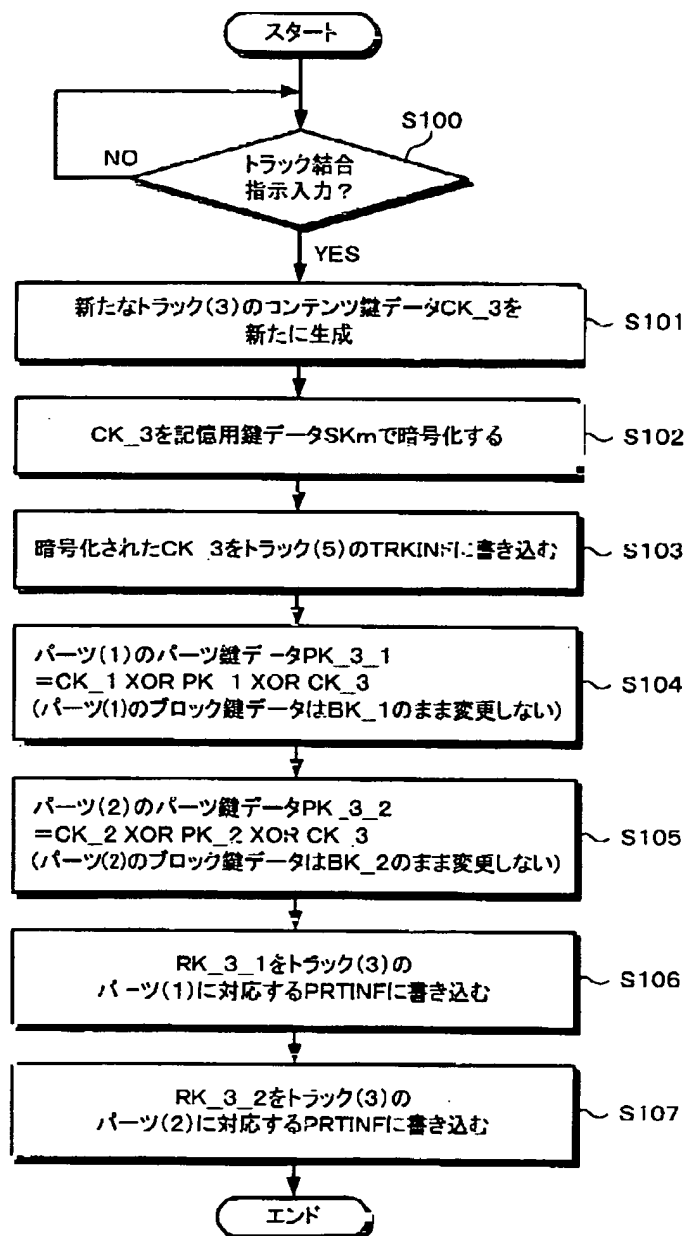 スタート
S100
NO
トラック結合
指示入力?
YES
新たなトラック(3)のコンテンツ鍵データCK_3を
新たに生成
S101
CK_3を記憶用鍵データSKmで暗号化する
S102
暗号化されたCK_3をトラック(5)のTRKINFに書き込む
S103
パーツ(1)のパーツ鍵データPK_3_1
=CK_1 XOR PK_1 XOR CK_3
(パーツ(1)のブロック鍵データはBK_1のまま変更しない)
S104
パーツ(2)のパーツ鍵データPK_3_2
=CK_2 XOR PK_2 XOR CK_3
(パーツ(2)のブロック鍵データはBK_2のまま変更しない)
S105
RK_3_1をトラック(3)の
パーツ(1)に対応するPRTINFに書き込む
S106
RK_3_2をトラック(3)の
パーツ(2)に対応するPRTINFに書き込む
S107
エンド